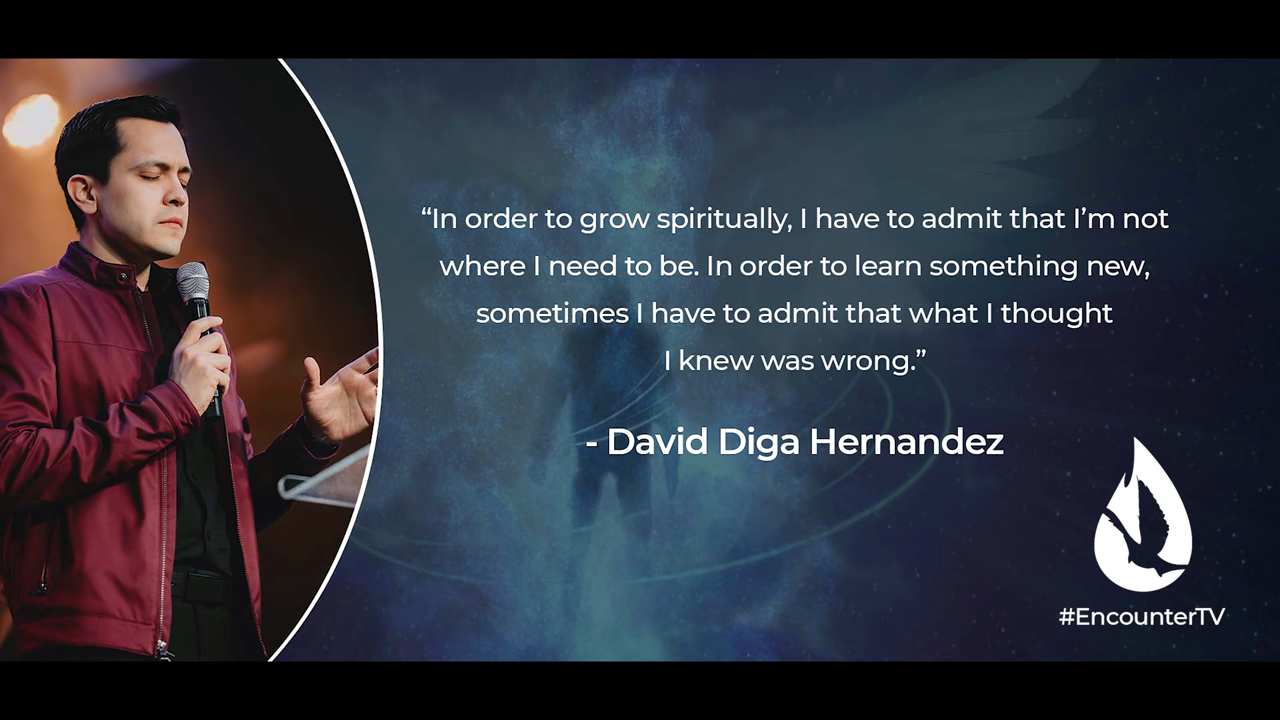 “In order to grow spiritually, I have to admit that I’m not
where I need to be. In order to learn something new,
sometimes I have to admit that what I thought
I knew was wrong.”
- David Diga Hernandez
#EncounterTV